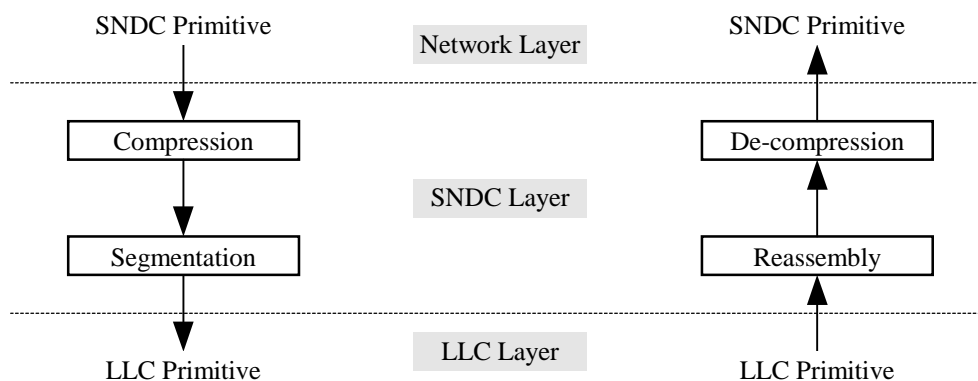 SNDC Primitive
Network Layer
SNDC Primitive
Compression
De-compression
SNDC Layer
Segmentation
Reassembly
LLC Primitive
LLC Layer
LLC Primitive